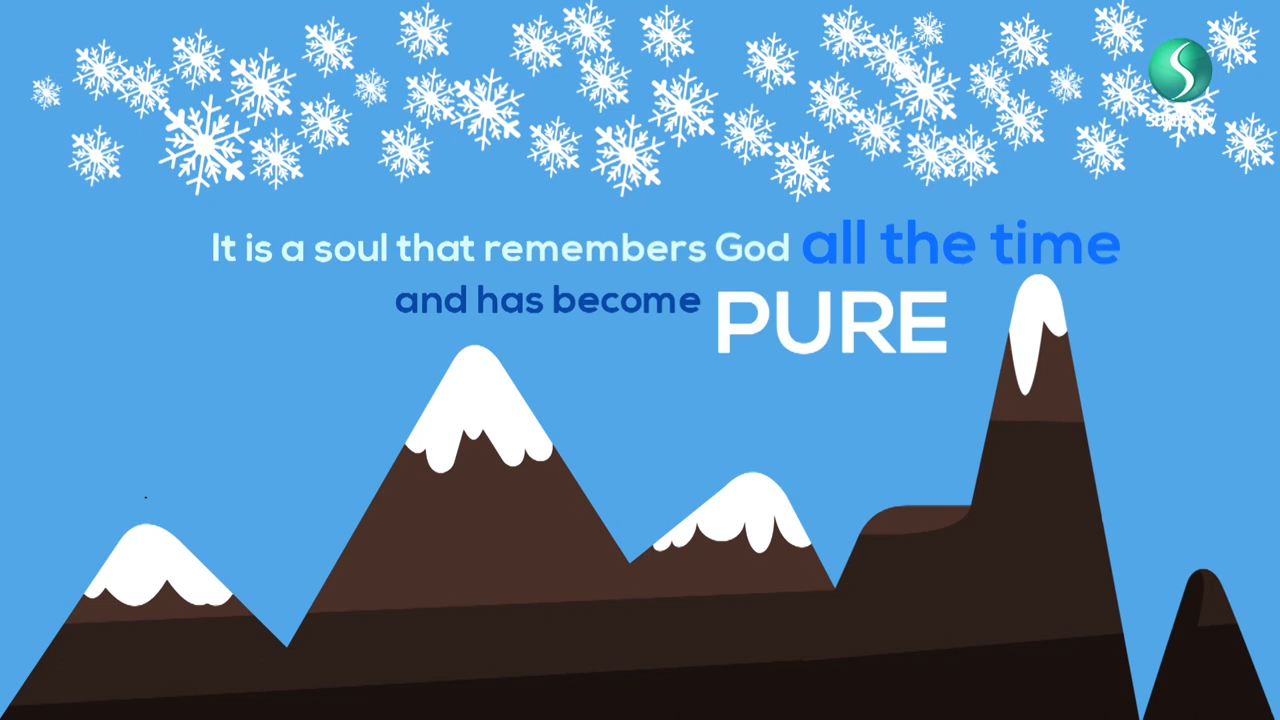 It is a soul that remembers God all the time
and has become PURE